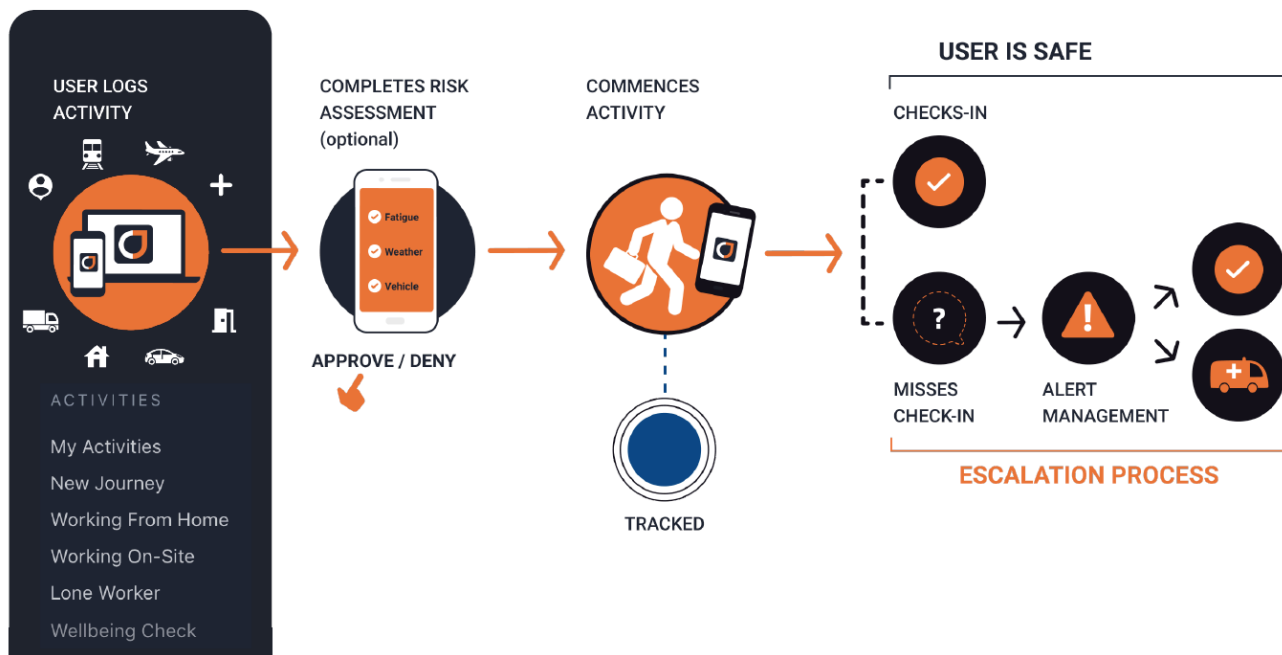 USER LOGS
ACTIVITY
ACTIVITIES
My Activities
New Journey
Working From Home
Working On-Site
Lone Worker
Wellbeing Check
COMPLETES RISK
ASSESSMENT
(optional)
Fatigue
Weather
Vehicle
APPROVE / DENY
COMMENCES
ACTIVITY
TRACKED
USER IS SAFE
CHECKS-IN
?
MISSES
CHECK-IN
!
ALERT
MANAGEMENT
ESCALATION PROCESS